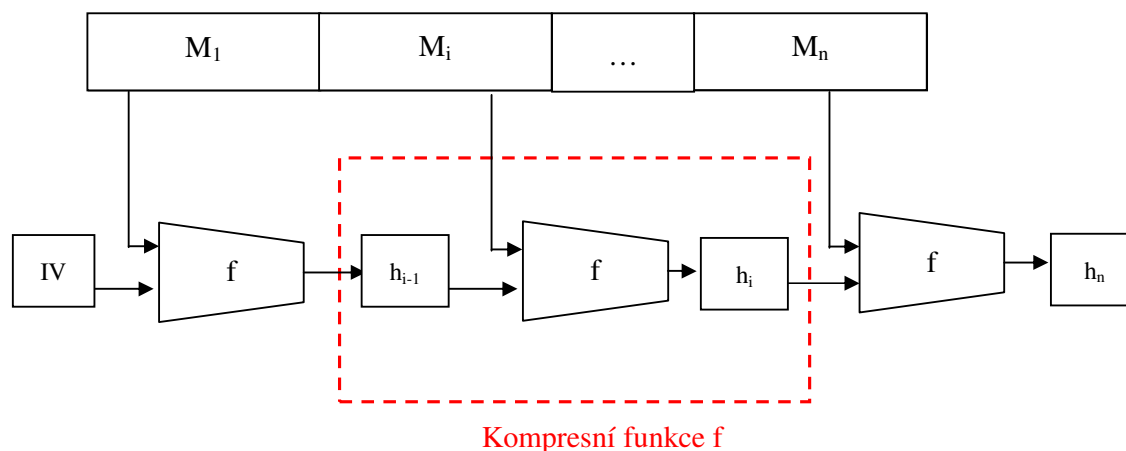 M₁ Mᵢ … Mₙ
IV f hᵢ₋₁ f hᵢ f hₙ
Kompresní funkce f